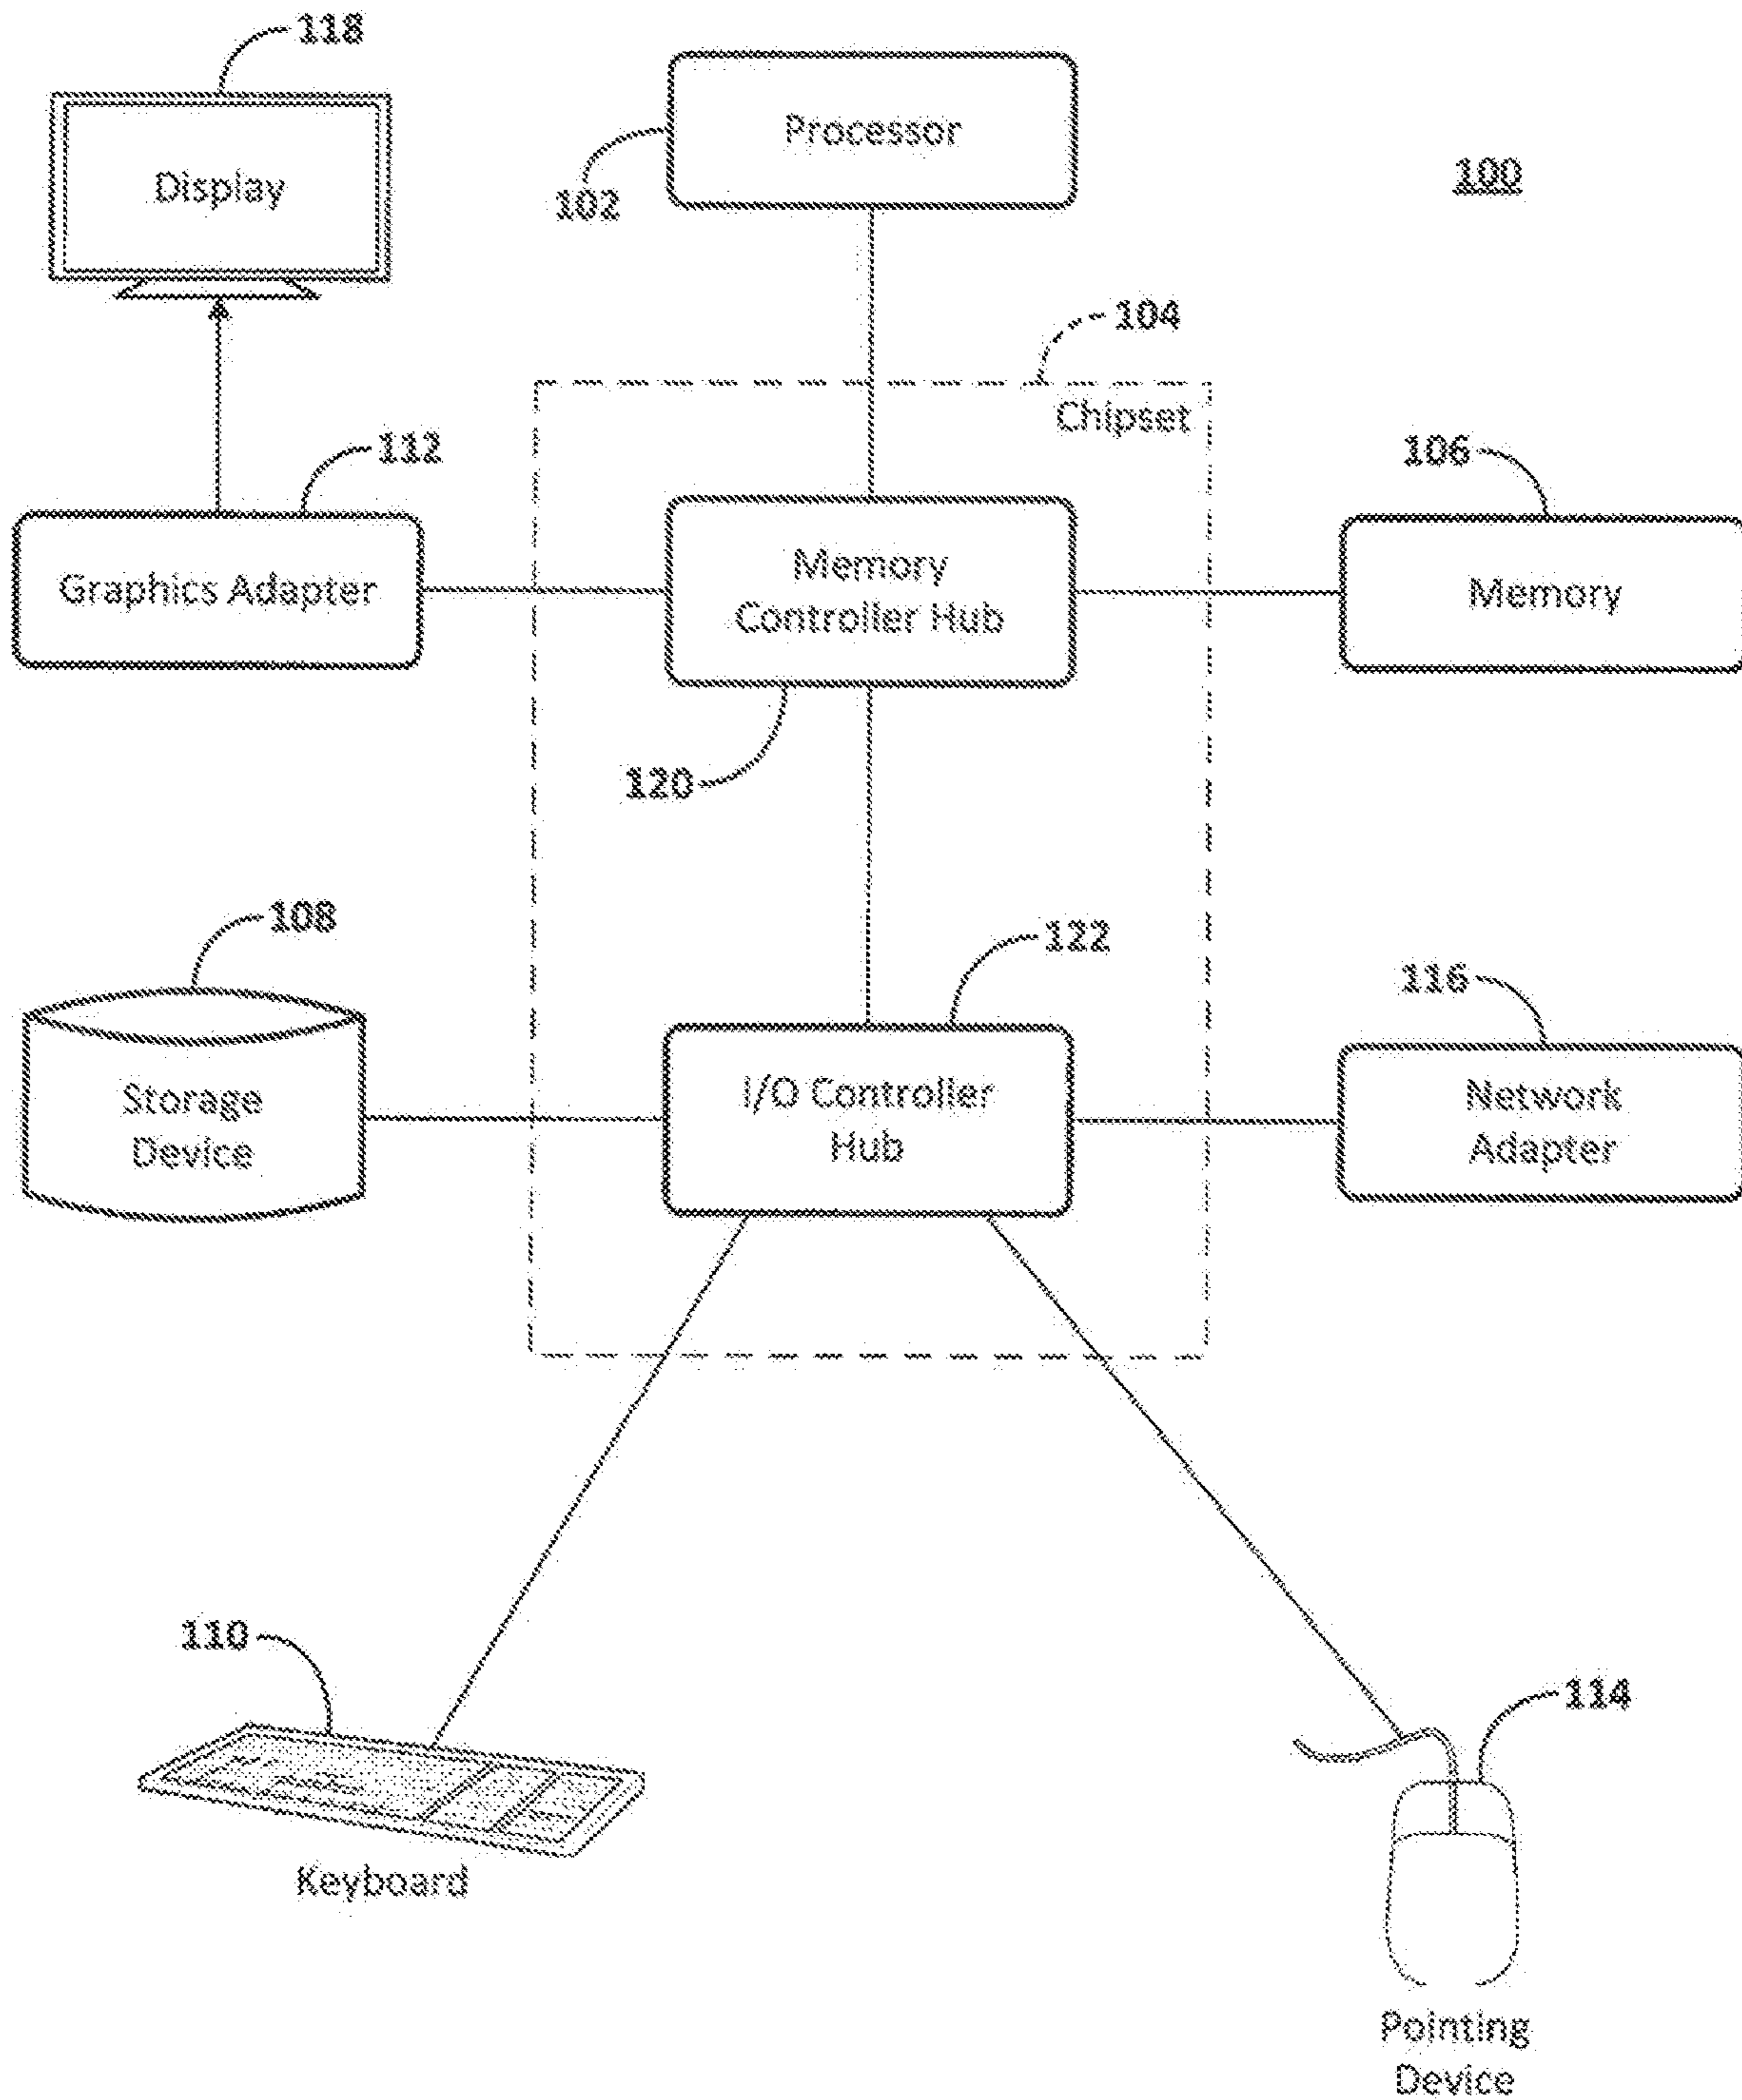 118
Processor
Display
102
100
104
Chipset
112
106
Graphics Adapter
Memory
Controller Hub
Memory
120
108
122
116
Storage
Device
I/O Controller
Hub
Network
Adapter
110
114
Keyboard
Pointing
Device